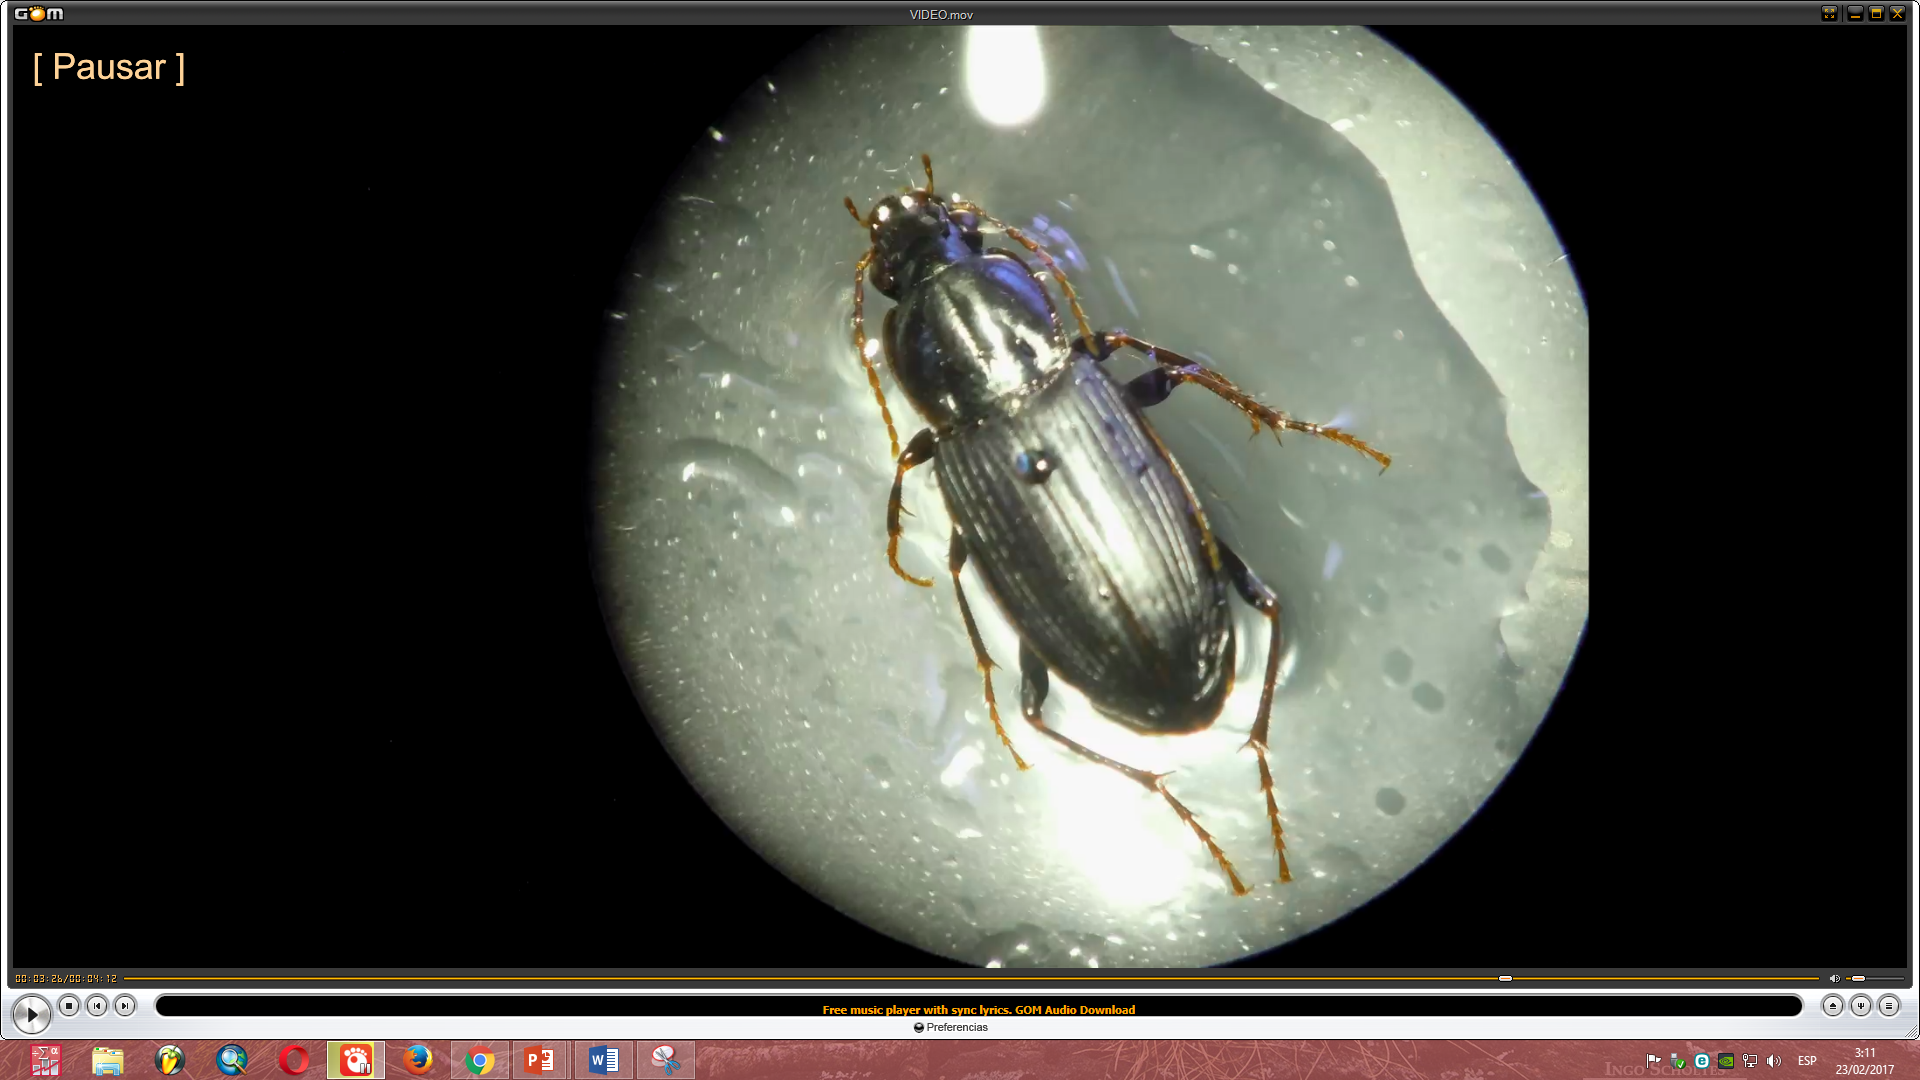 GOM
VIDEO.mov
[ Pausar ]
00:03:26/00:04:12
Free music player with sync lyrics. GOM Audio Download
Preferencias
ESP
3:11
23/02/2017